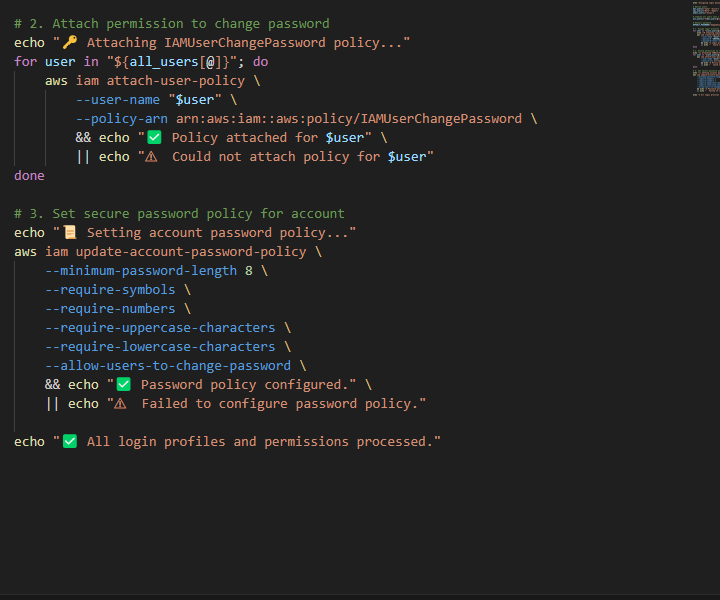 # 2. Attach permission to change password
echo "🔑 Attaching IAMUserChangePassword policy..."
for user in "${all_users[@]}"; do
    aws iam attach-user-policy \
        --user-name "$user" \
        --policy-arn arn:aws:iam::aws:policy/IAMUserChangePassword \
        && echo "✅ Policy attached for $user" \
        || echo "⚠ Could not attach policy for $user"
done

# 3. Set secure password policy for account
echo "📜 Setting account password policy..."
aws iam update-account-password-policy \
    --minimum-password-length 8 \
    --require-symbols \
    --require-numbers \
    --require-uppercase-characters \
    --require-lowercase-characters \
    --allow-users-to-change-password \
    && echo "✅ Password policy configured." \
    || echo "⚠ Failed to configure password policy."

echo "✅ All login profiles and permissions processed."